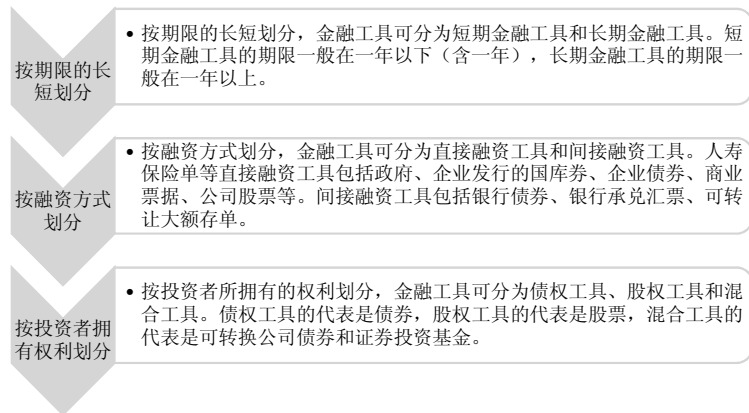 按期限的长
短划分
• 按期限的长短划分，金融工具可分为短期金融工具和长期金融工具。短
期金融工具的期限一般在一年以下（含一年），长期金融工具的期限一
般在一年以上。
按融资方式
划分
• 按融资方式划分，金融工具可分为直接融资工具和间接融资工具。人寿
保险单等直接融资工具包括政府、企业发行的国库券、企业债券、商业
票据、公司股票等。间接融资工具包括银行债券、银行承兑汇票、可转
让大额存单。
按投资者拥
有权利划分
• 按投资者所拥有的权利划分，金融工具可分为债权工具、股权工具和混
合工具。债权工具的代表是债券，股权工具的代表是股票，混合工具的
代表是可转换公司债券和证券投资基金。